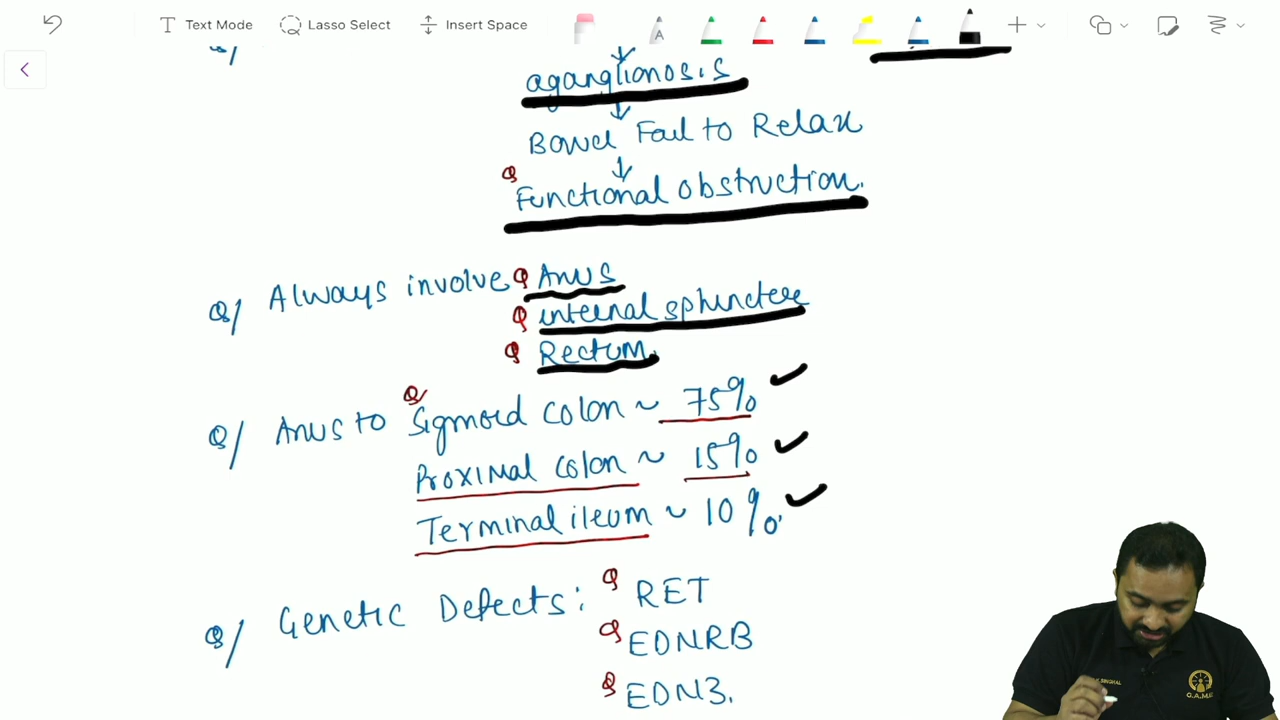 Text Mode
Lasso Select
Insert Space
Q/
aganglionosis
↓
Bowel Fail to Relax
↓
Q Functional obstruction.
Q/ Always involve Q Anus
Q internal sphinctere
Q Rectum.
Q/ Anus to Q Sigmoid colon ~ 75% ✓
Proximal colon ~ 15% ✓
Terminal ileum ~ 10%. ✓
Q/ Genetic Defects: Q RET
Q EDNRB
Q EDN3.
SINGHAL